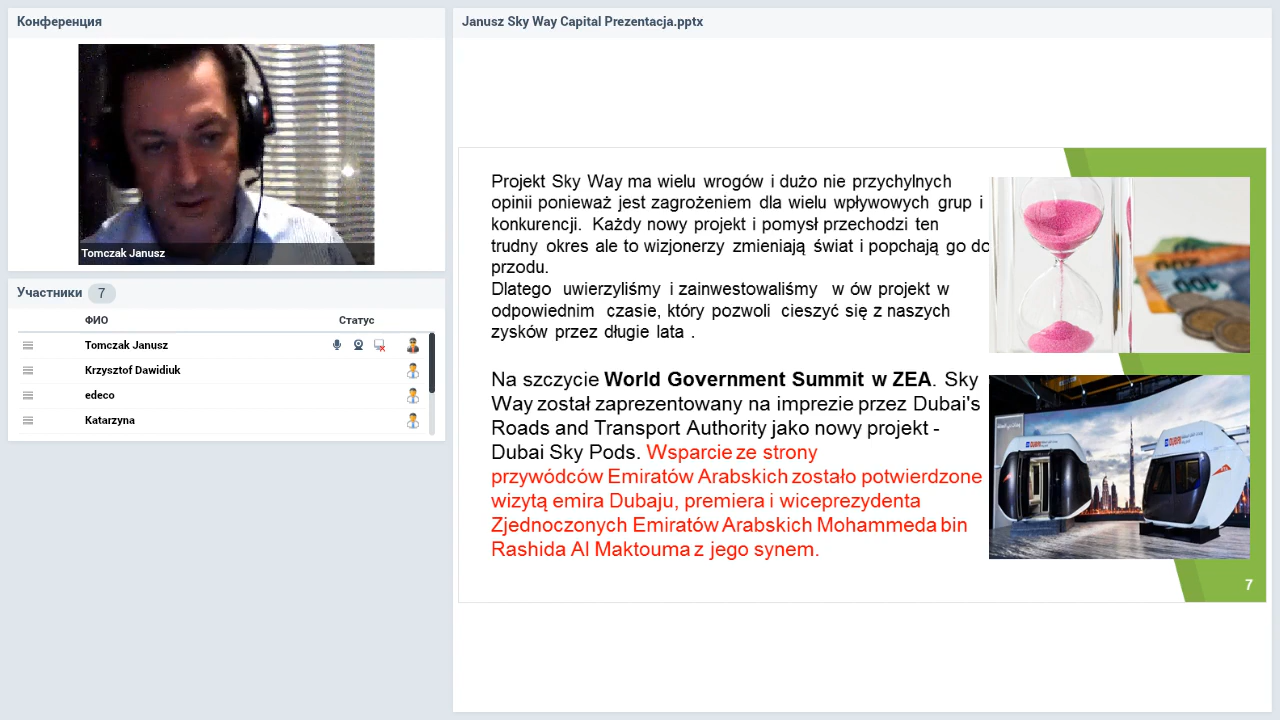 Конференция
Tomczak Janusz
Участники 7
ФИО Статус
Tomczak Janusz
Krzysztof Dawidiuk
edeco
Katarzyna
Janusz Sky Way Capital Prezentacja.pptx
Projekt Sky Way ma wielu wrogów i dużo nie przychylnych
opinii ponieważ jest zagrożeniem dla wielu wpływowych grup i
konkurencji. Każdy nowy projekt i pomysł przechodzi ten
trudny okres ale to wizjonerzy zmieniają świat i popchają go do
przodu.
Dlatego uwierzyliśmy i zainwestowaliśmy w ów projekt w
odpowiednim czasie, który pozwoli cieszyć się z naszych
zysków przez długie lata .
Na szczycie World Government Summit w ZEA. Sky
Way został zaprezentowany na imprezie przez Dubai's
Roads and Transport Authority jako nowy projekt -
Dubai Sky Pods. Wsparcie ze strony
przywódców Emiratów Arabskich zostało potwierdzone
wizytą emira Dubaju, premiera i wiceprezydenta
Zjednoczonych Emiratów Arabskich Mohammeda bin
Rashida Al Maktouma z jego synem.
7